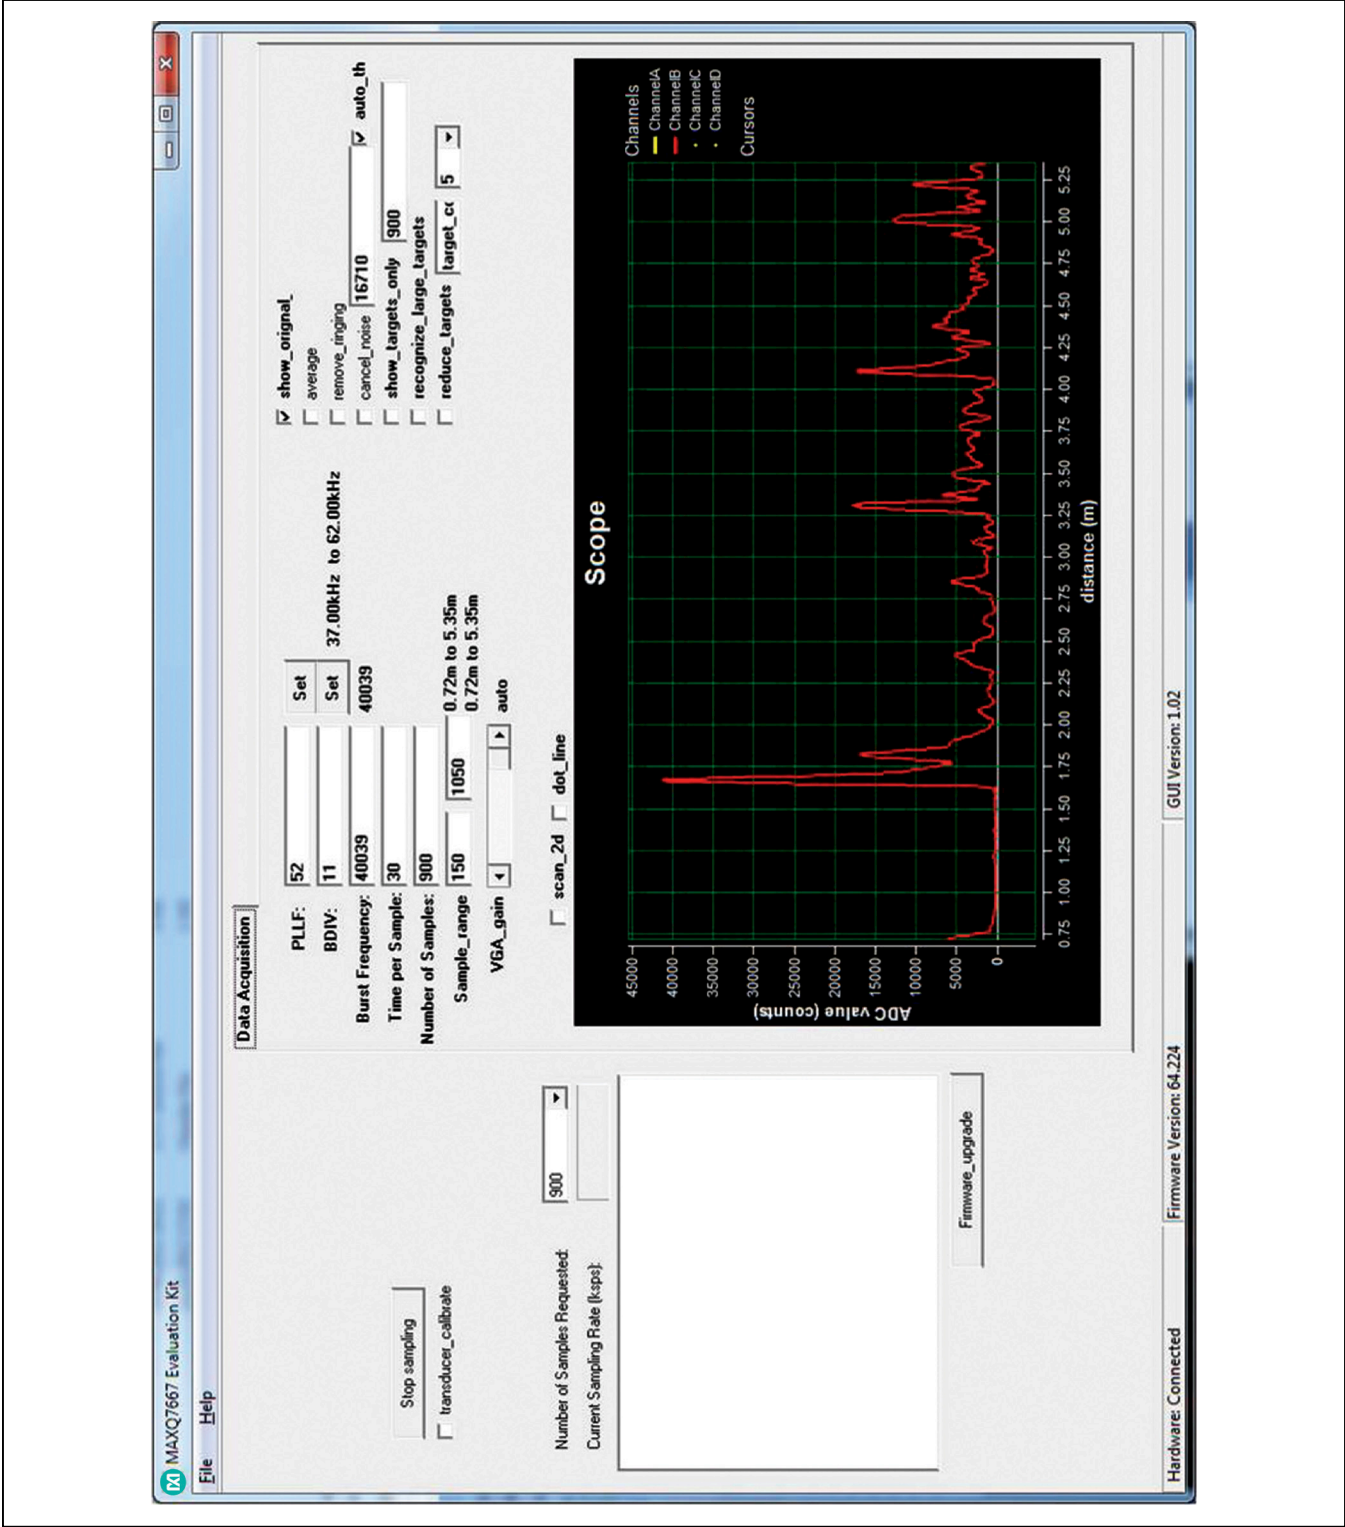 MAXQ7667 Evaluation Kit
File Help
Stop sampling
transducer_calibrate
Number of Samples Requested: 900
Current Sampling Rate (ksps):
Firmware_upgrade
Data Acquisition
PLLF: 52 Set
BDIV: 11 Set 37.00kHz to 62.00kHz
Burst Frequency: 40039 40039
Time per Sample: 30
Number of Samples: 900
Sample_range 150 1050 0.72m to 5.35m
0.72m to 5.35m
VGA_gain auto
show_orignal_
average
remove_ringing
cancel_noise 16710 auto_th
show_targets_only 900
recognize_large_targets
reduce_targets target_cc 5
scan_2d dot_line
Scope
Channels
ChannelA
ChannelB
ChannelC
ChannelD
Cursors
ADC value (counts)
45000
40000
35000
30000
25000
20000
15000
10000
5000
0
0.75 1.00 1.25 1.50 1.75 2.00 2.25 2.50 2.75 3.00 3.25 3.50 3.75 4.00 4.25 4.50 4.75 5.00 5.25
distance (m)
Hardware: Connected Firmware Version: 64.224 GUI Version: 1.02